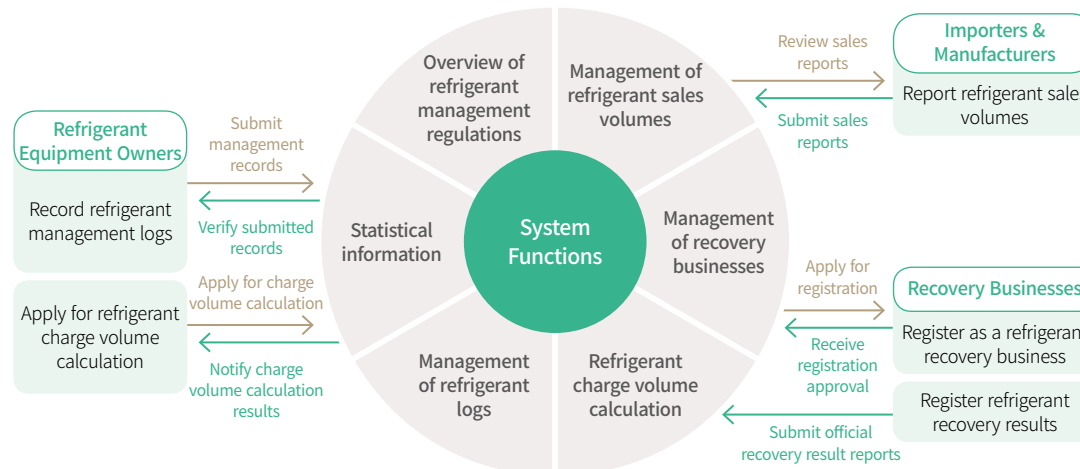 Refrigerant
Equipment Owners
Record refrigerant
management logs
Apply for refrigerant
charge volume
calculation
Submit
management
records
Verify submitted
records
Apply for charge
volume calculation
Notify charge
volume calculation
results
Overview of
refrigerant
management
regulations
Management of
refrigerant sales
volumes
Statistical
information
System
Functions
Management
of recovery
businesses
Management
of refrigerant
logs
Refrigerant
charge volume
calculation
Review sales
reports
Submit sales
reports
Importers &
Manufacturers
Report refrigerant sales
volumes
Apply for
registration
Receive
registration
approval
Submit official
recovery result reports
Recovery Businesses
Register as a refrigerant
recovery business
Register refrigerant
recovery results